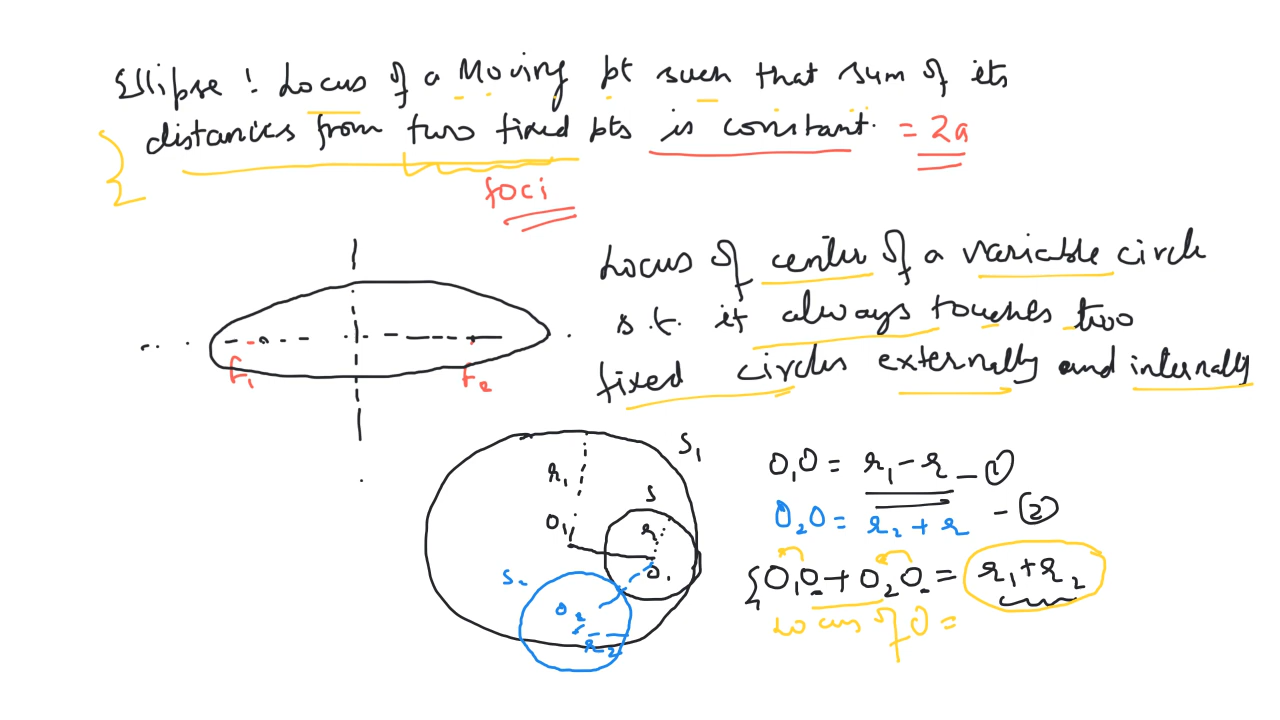 Ellipse : Locus of a Moving pt such that sum of its
distances from two fixed pts is constant. = 2a
foci
Locus of center of a variable circle
s.t. it always touches two
fixed circles externally and internally
F₁ F₂
S₁
r₁
S
O₁
r
O
S₂
O₂
r₂
O₁O = r₁ - r - ①
O₂O = r₂ + r - ②
{O₁O + O₂O = r₁ + r₂
Locus of O =